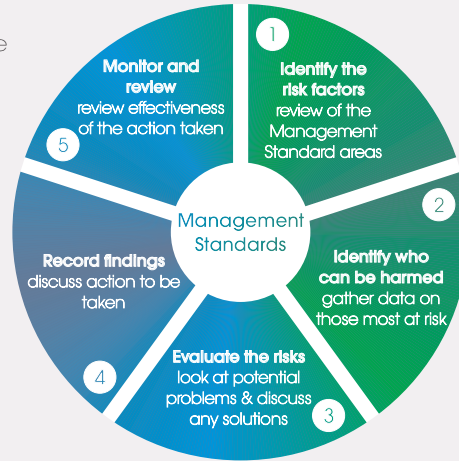 e
1
Identify the
risk factors
review of the
Management
Standard areas
2
Identify who
can be harmed
gather data on
those most at risk
3
Evaluate the risks
look at potential
problems & discuss
any solutions
4
Record findings
discuss action to be
taken
5
Monitor and
review
review effectiveness
of the action taken
Management
Standards